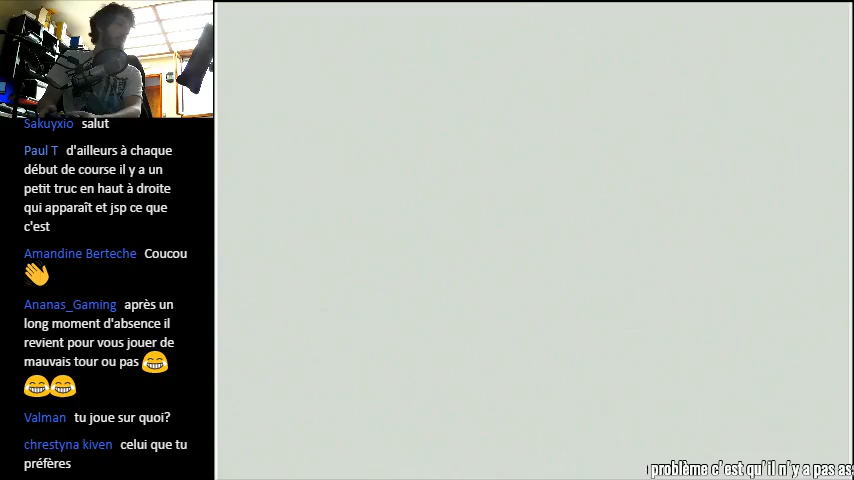 Sakuyxio salut
Paul T d'ailleurs à chaque
début de course il y a un
petit truc en haut à droite
qui apparaît et jsp ce que
c'est
Amandine Berteche Coucou
Ananas_Gaming après un
long moment d'absence il
revient pour vous jouer de
mauvais tour ou pas
Valman tu joue sur quoi?
chrestyna kiven celui que tu
préfères
problème c'est qu'il n'y a pas